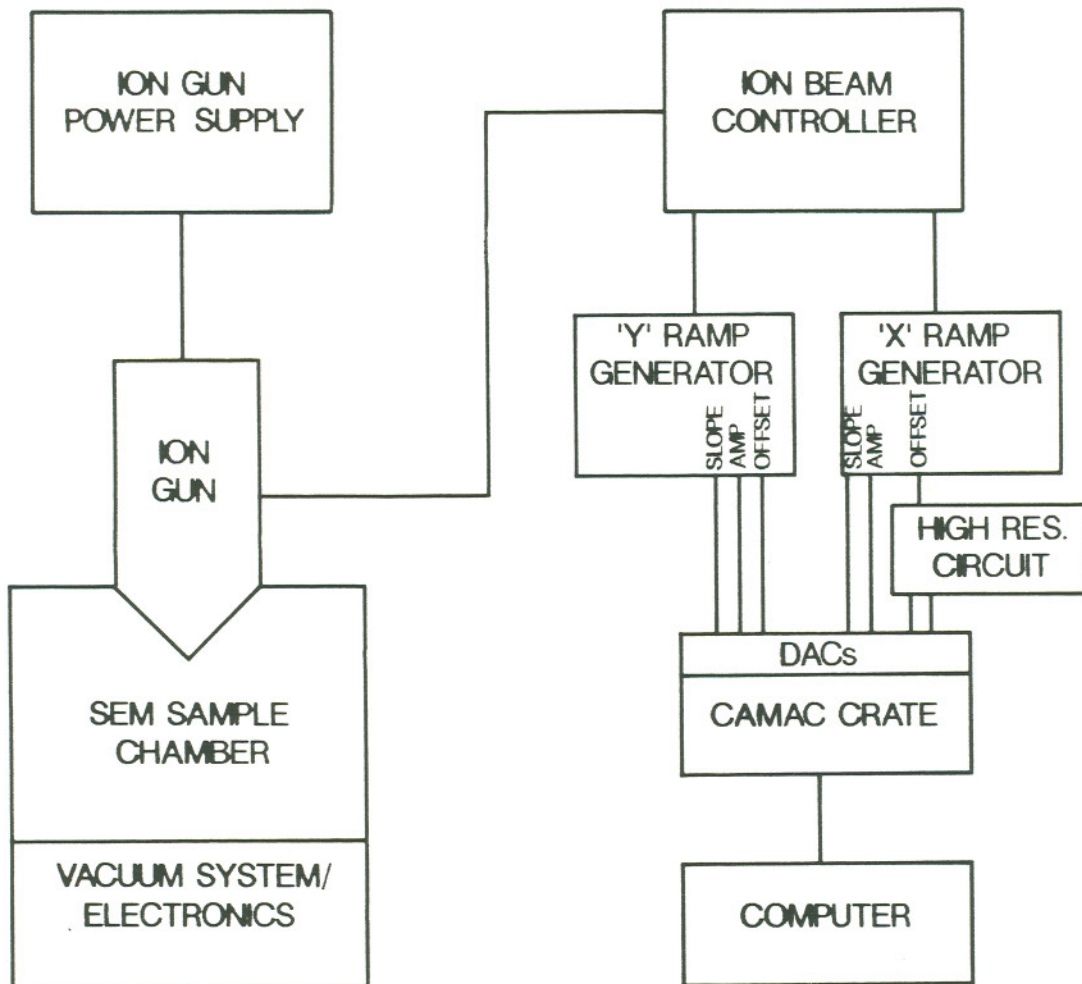 ION GUN
POWER SUPPLY
ION BEAM
CONTROLLER
'Y' RAMP
GENERATOR
SLOPE
AMP
OFFSET
'X' RAMP
GENERATOR
SLOPE
AMP
OFFSET
ION
GUN
HIGH RES.
CIRCUIT
DACs
CAMAC CRATE
SEM SAMPLE
CHAMBER
VACUUM SYSTEM/
ELECTRONICS
COMPUTER